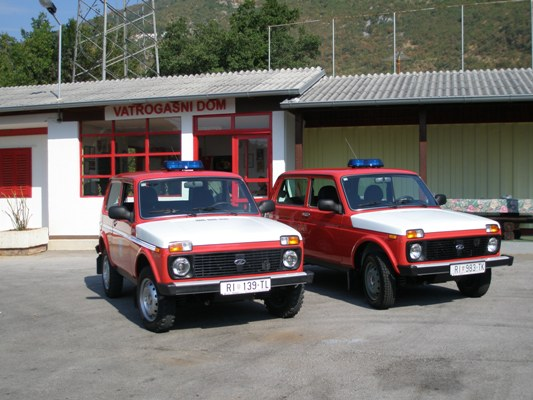 VATROGASNI DOM
RI-139-TL
RI-983-TK